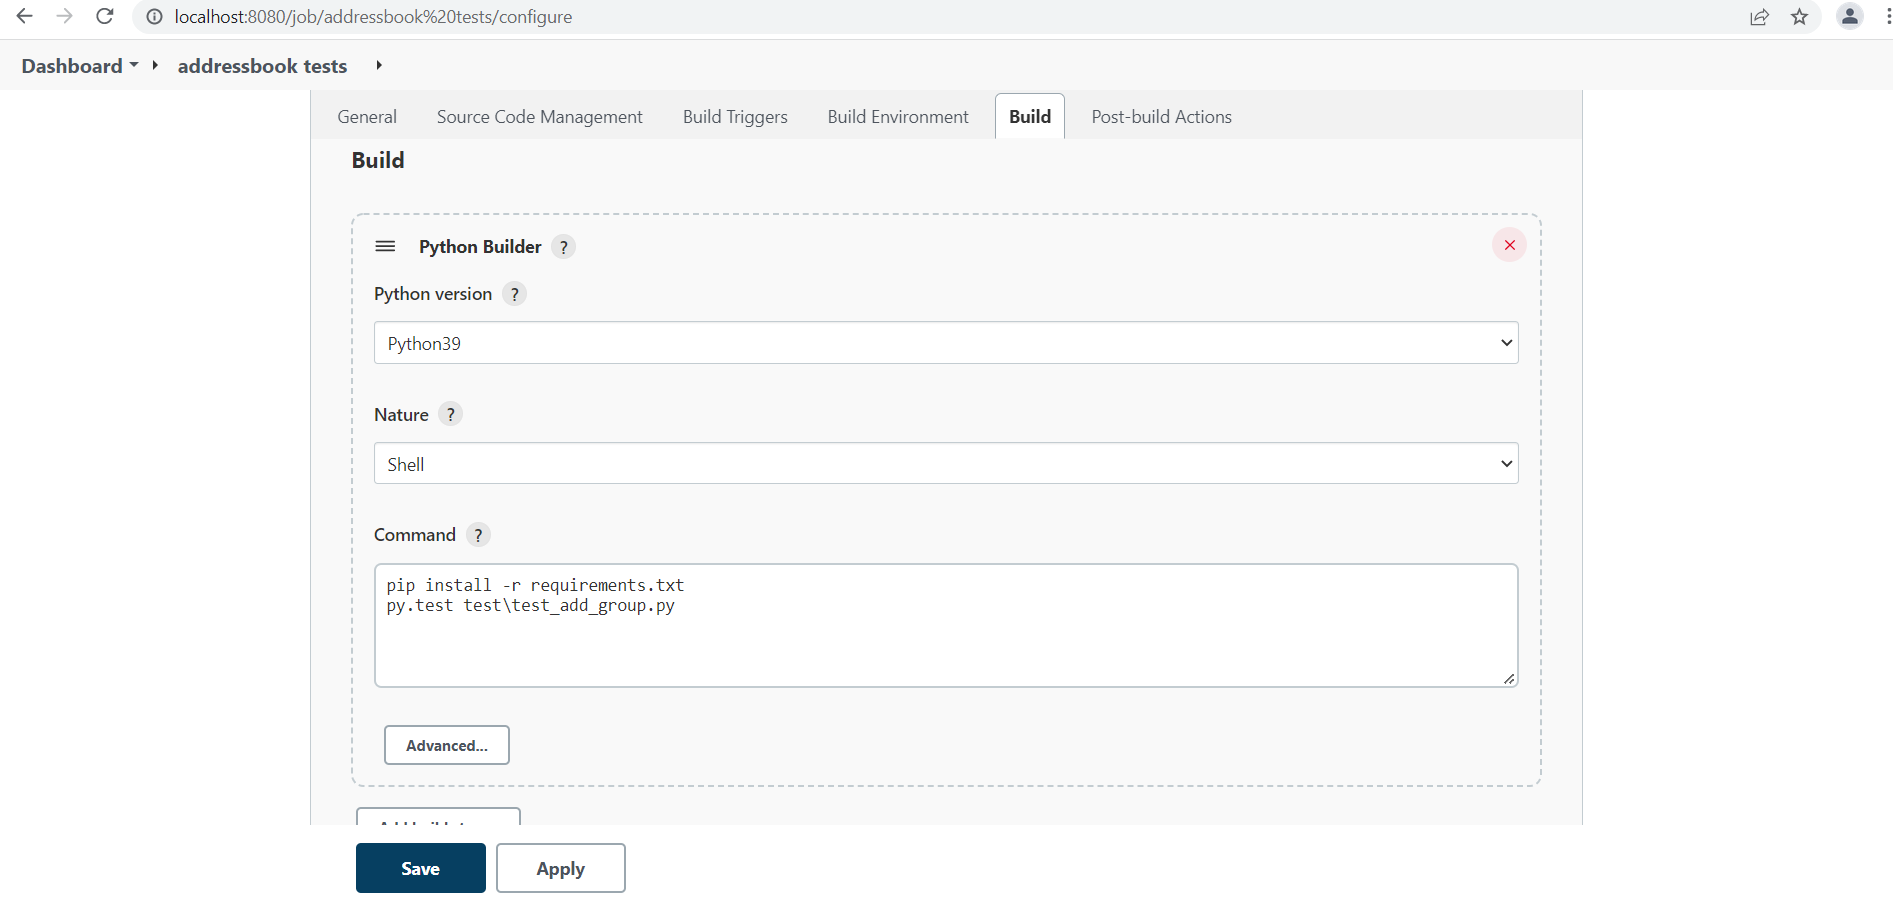 localhost:8080/job/addressbook%20tests/configure
Dashboard addressbook tests
General Source Code Management Build Triggers Build Environment Build Post-build Actions
Build
Python Builder ?
Python version ?
Python39
Nature ?
Shell
Command ?
pip install -r requirements.txt
py.test test\test_add_group.py
Advanced...
Save Apply